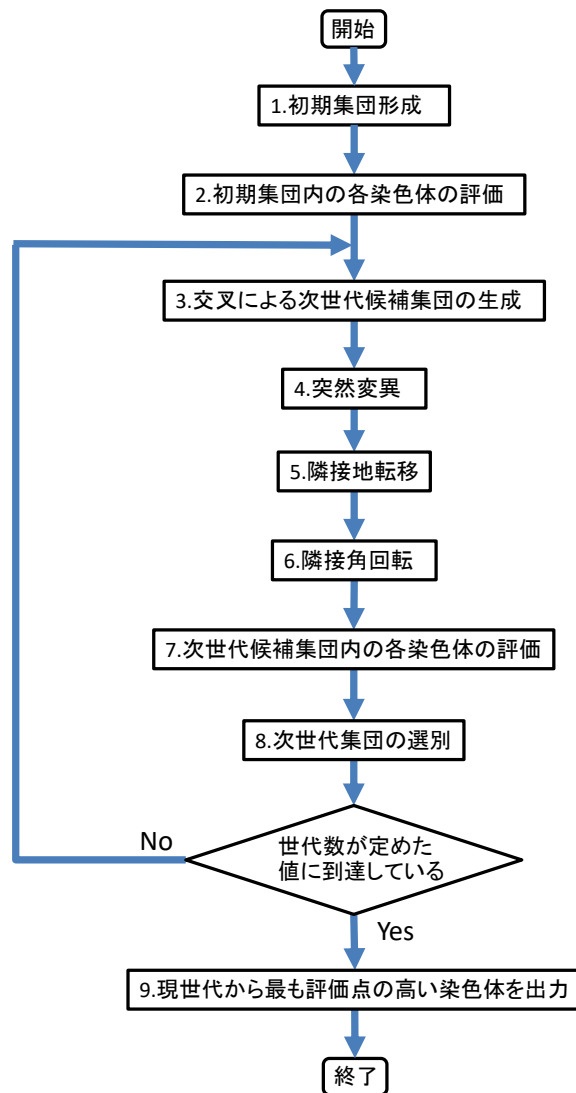 開始
1.初期集団形成
2.初期集団内の各染色体の評価
3.交叉による次世代候補集団の生成
4.突然変異
5.隣接地転移
6.隣接角回転
7.次世代候補集団内の各染色体の評価
8.次世代集団の選別
世代数が定めた
値に到達している
No
Yes
9.現世代から最も評価点の高い染色体を出力
終了